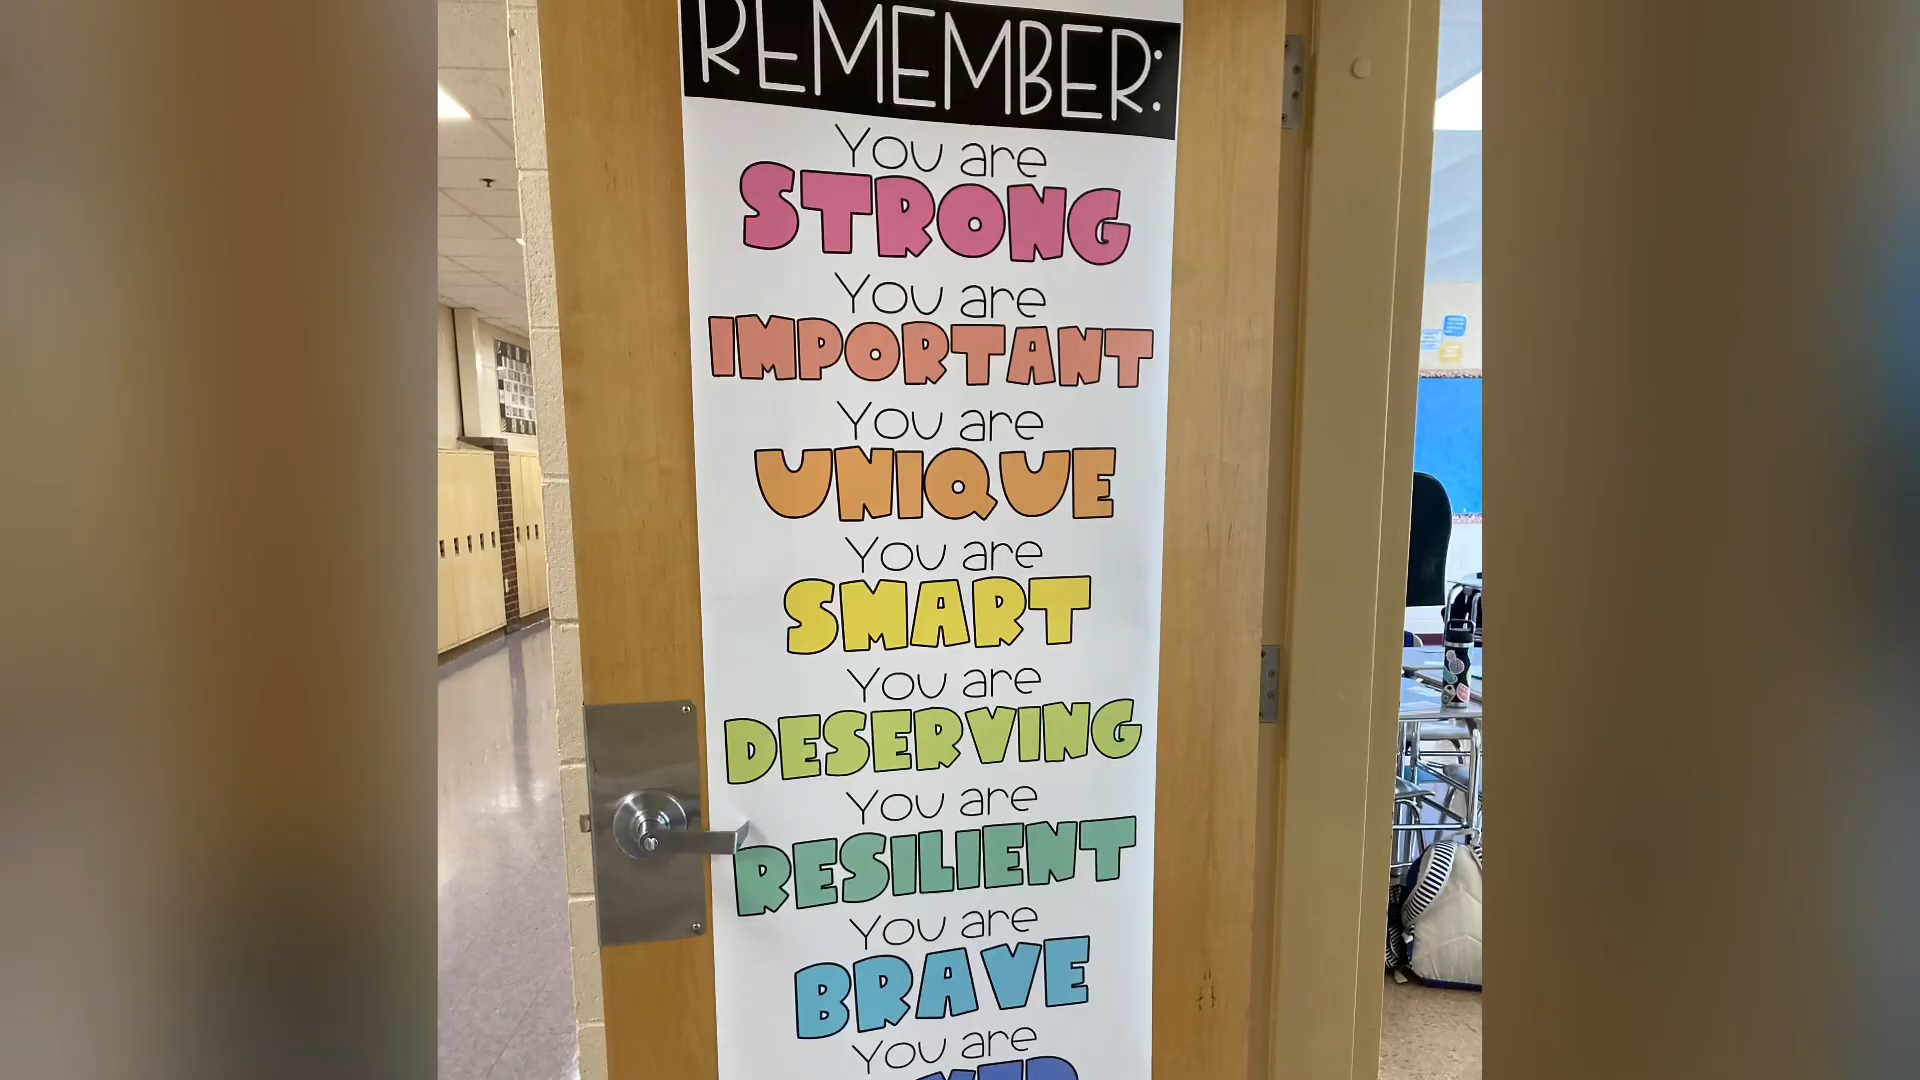 REMEMBER:
You are
STRONG
You are
IMPORTANT
You are
UNIQUE
You are
SMART
You are
DESERVING
You are
RESILIENT
You are
BRAVE
You are